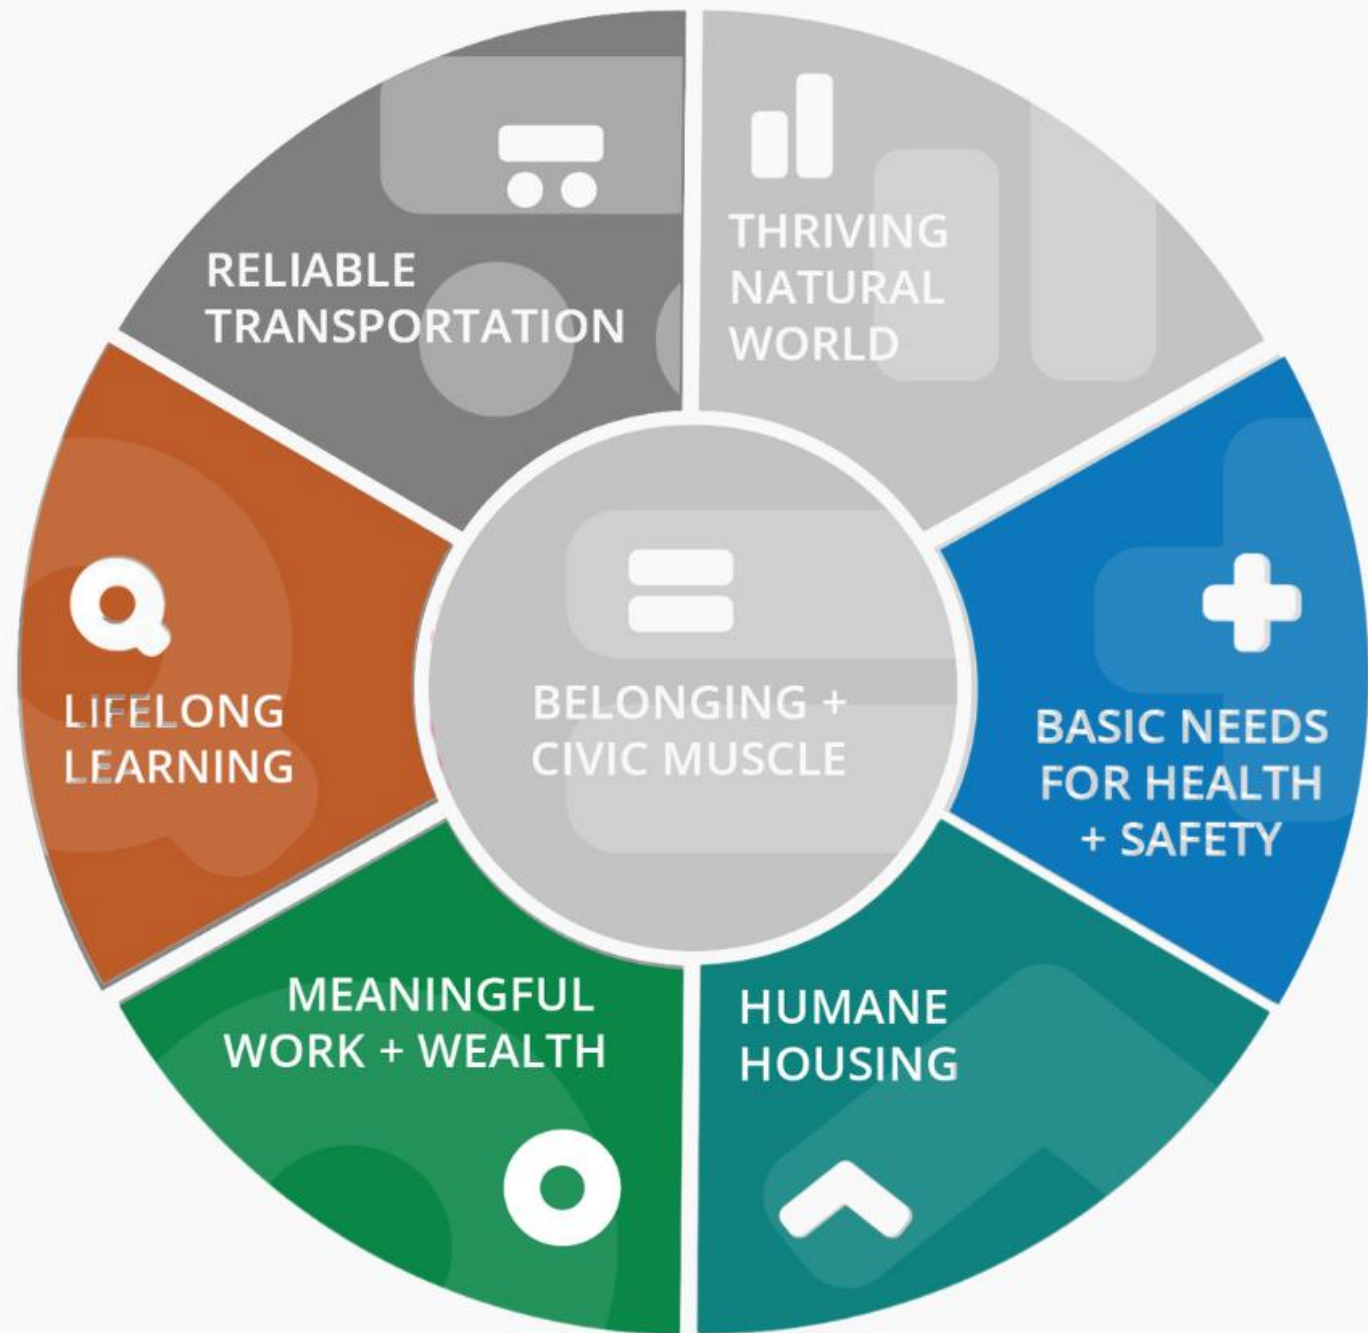 RELIABLE
TRANSPORTATION
THRIVING
NATURAL
WORLD
LIFELONG
LEARNING
BELONGING +
CIVIC MUSCLE
BASIC NEEDS
FOR HEALTH
+ SAFETY
MEANINGFUL
WORK + WEALTH
HUMANE
HOUSING